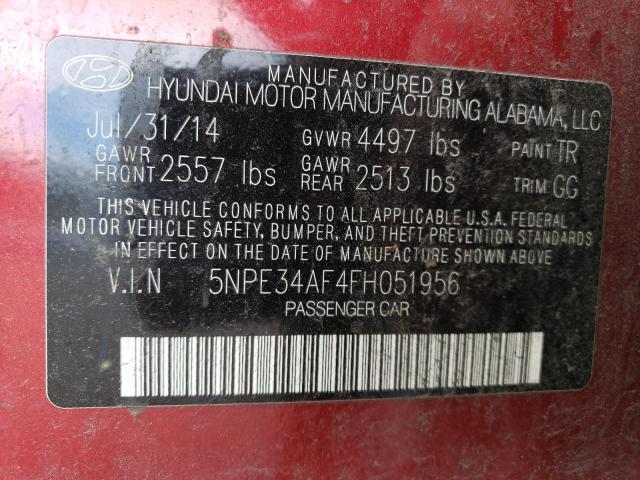 MANUFACTURED BY
HYUNDAI MOTOR MANUFACTURING ALABAMA, LLC
Jul/31/14 GVWR 4497 lbs PAINT TR
GAWR FRONT 2557 lbs GAWR REAR 2513 lbs TRIM GG
THIS VEHICLE CONFORMS TO ALL APPLICABLE U.S.A. FEDERAL
MOTOR VEHICLE SAFETY, BUMPER, AND THEFT PREVENTION STANDARDS
IN EFFECT ON THE DATE OF MANUFACTURE SHOWN ABOVE.
V.I.N 5NPE34AF4FH051956
PASSENGER CAR